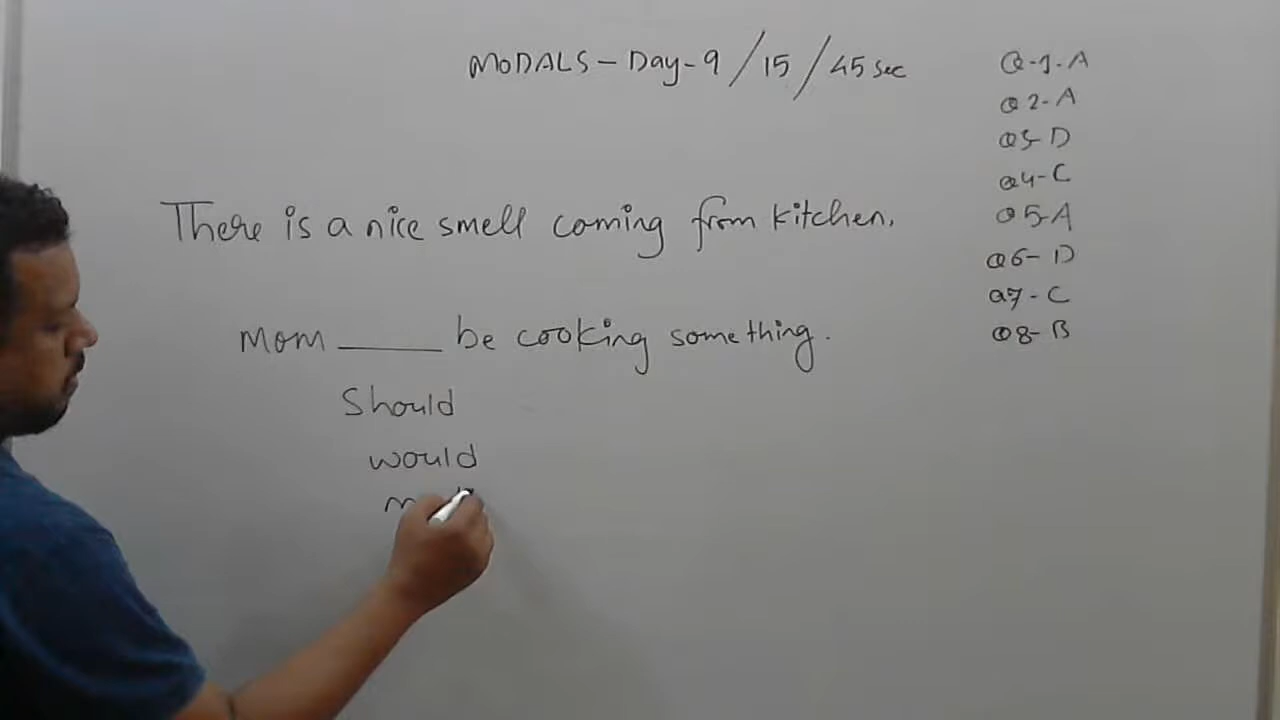 MODALS - Day - 9 / 15 / 45 sec
There is a nice smell coming from kitchen.
Mom ____ be cooking something.
Should
would
Q-1-A
Q2-A
Q3-D
Q4-C
Q5-A
Q6-D
Q7-C
Q8-B